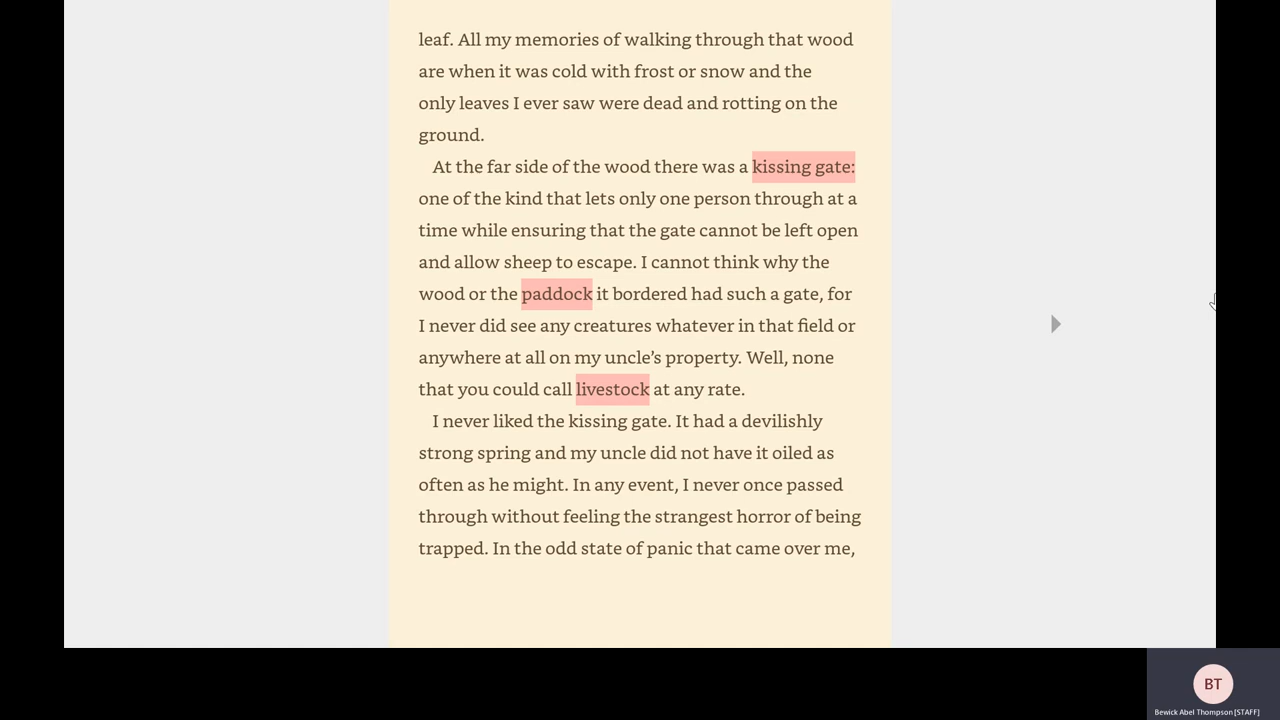 leaf. All my memories of walking through that wood
are when it was cold with frost or snow and the
only leaves I ever saw were dead and rotting on the
ground.
At the far side of the wood there was a kissing gate:
one of the kind that lets only one person through at a
time while ensuring that the gate cannot be left open
and allow sheep to escape. I cannot think why the
wood or the paddock it bordered had such a gate, for
I never did see any creatures whatever in that field or
anywhere at all on my uncle’s property. Well, none
that you could call livestock at any rate.
I never liked the kissing gate. It had a devilishly
strong spring and my uncle did not have it oiled as
often as he might. In any event, I never once passed
through without feeling the strangest horror of being
trapped. In the odd state of panic that came over me,
BT
Bewick Abel Thompson [STAFF]